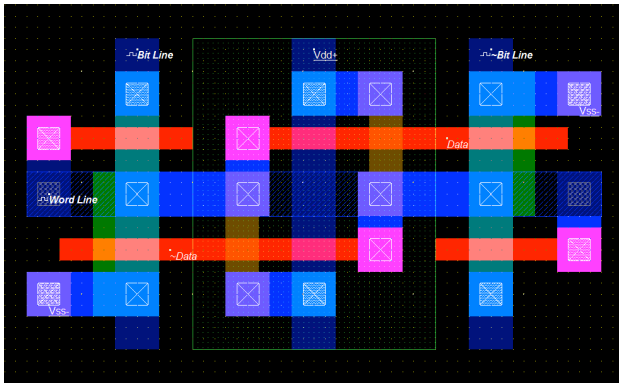 Bit Line
Vdd+
~Bit Line
Vss-
Data
Word Line
~Data
Vss-